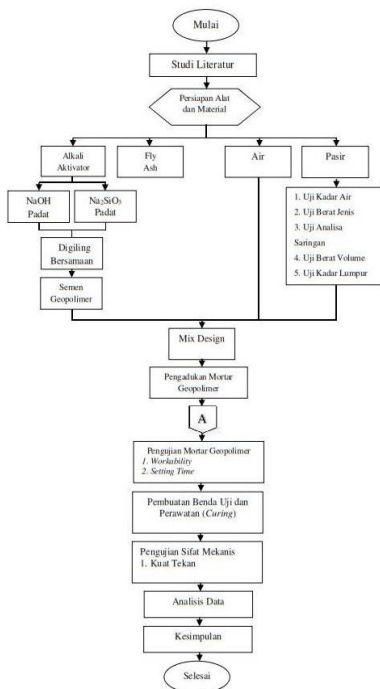 Mulai
Studi Literatur
Persiapan Alat
dan Material
Alkali
Aktivator
Fly
Ash
Air
Pasir
NaOH
Padat
Na₂SiO₃
Padat
1. Uji Kadar Air
2. Uji Berat Jenis
3. Uji Analisa
Saringan
4. Uji Berat Volume
5. Uji Kadar Lumpur
Digiling
Bersamaan
Semen
Geopolimer
Mix Design
Pengadukan Mortar
Geopolimer
A
Pengujian Mortar Geopolimer
1. Workability
2. Setting Time
Pembuatan Benda Uji dan
Perawatan (Curing)
Pengujian Sifat Mekanis
1. Kuat Tekan
Analisis Data
Kesimpulan
Selesai